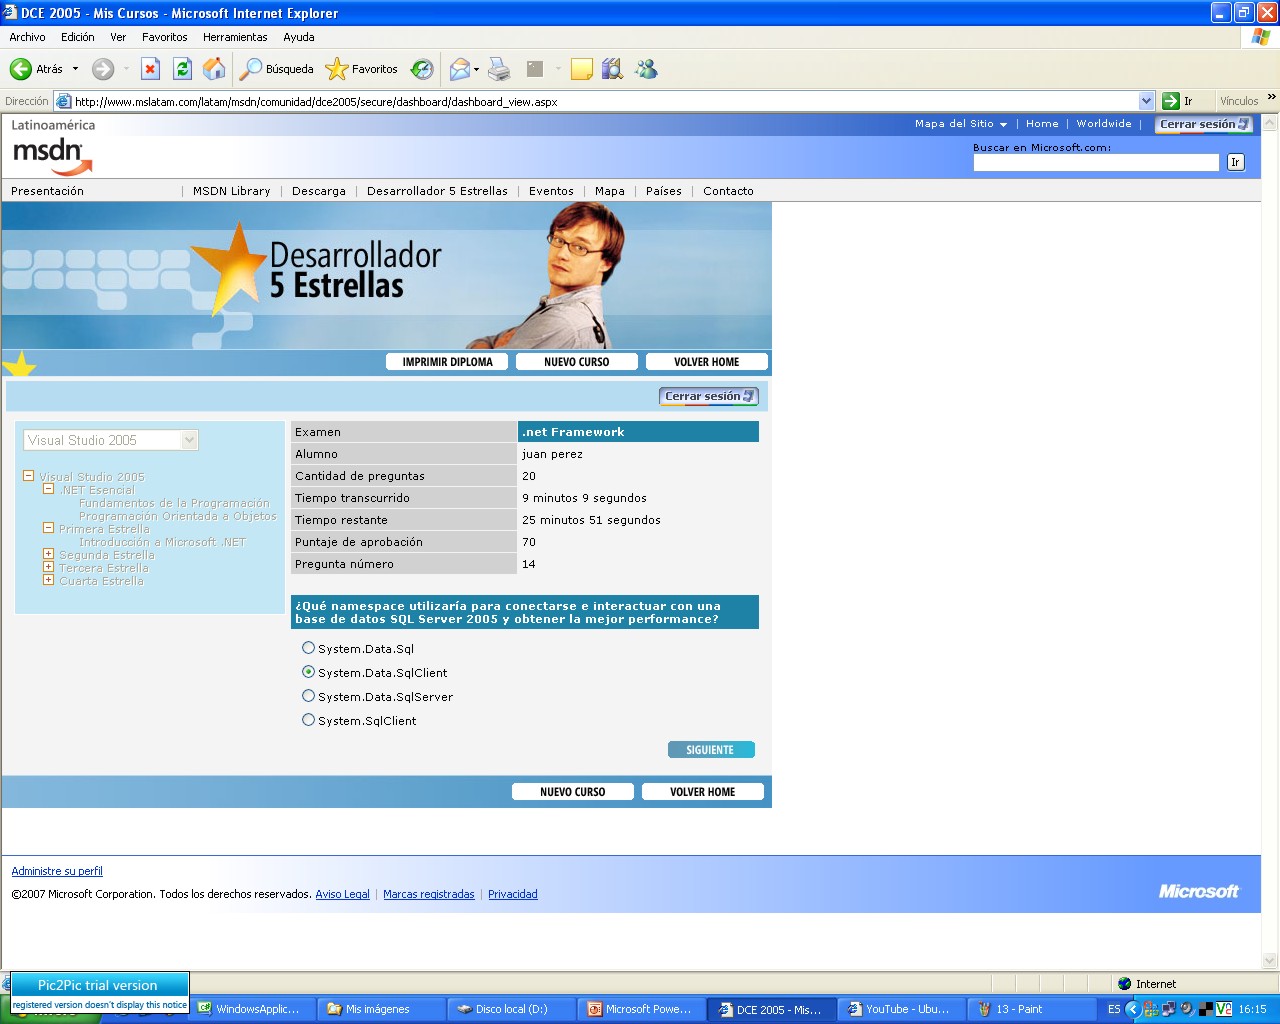 DCE 2005 - Mis Cursos - Microsoft Internet Explorer
Archivo Edición Ver Favoritos Herramientas Ayuda
Atrás Búsqueda Favoritos
Dirección http://www.mslatam.com/latam/msdn/comunidad/dce2005/secure/dashboard/dashboard_view.aspx Ir Vínculos »
Latinoamérica Mapa del Sitio | Home | Worldwide | Cerrar sesión
msdn
Buscar en Microsoft.com:
Ir
Presentación | MSDN Library | Descarga | Desarrollador 5 Estrellas | Eventos | Mapa | Países | Contacto
Desarrollador
5 Estrellas
IMPRIMIR DIPLOMA NUEVO CURSO VOLVER HOME
Cerrar sesión
Visual Studio 2005
Visual Studio 2005
.NET Esencial
Fundamentos de la Programación
Programación Orientada a Objetos
Primera Estrella
Introducción a Microsoft .NET
Segunda Estrella
Tercera Estrella
Cuarta Estrella
Examen .net Framework
Alumno juan perez
Cantidad de preguntas 20
Tiempo transcurrido 9 minutos 9 segundos
Tiempo restante 25 minutos 51 segundos
Puntaje de aprobación 70
Pregunta número 14
¿Qué namespace utilizaría para conectarse e interactuar con una
base de datos SQL Server 2005 y obtener la mejor performance?
System.Data.Sql
System.Data.SqlClient
System.Data.SqlServer
System.SqlClient
SIGUIENTE
NUEVO CURSO VOLVER HOME
Administre su perfil
©2007 Microsoft Corporation. Todos los derechos reservados. Aviso Legal | Marcas registradas | Privacidad
Microsoft
Pic2Pic trial version
registered version doesn't display this notice
Internet
WindowsApplic... Mis imágenes Disco local (D:) Microsoft Powe... DCE 2005 - Mis... YouTube - Ubu... 13 - Paint ES 16:15